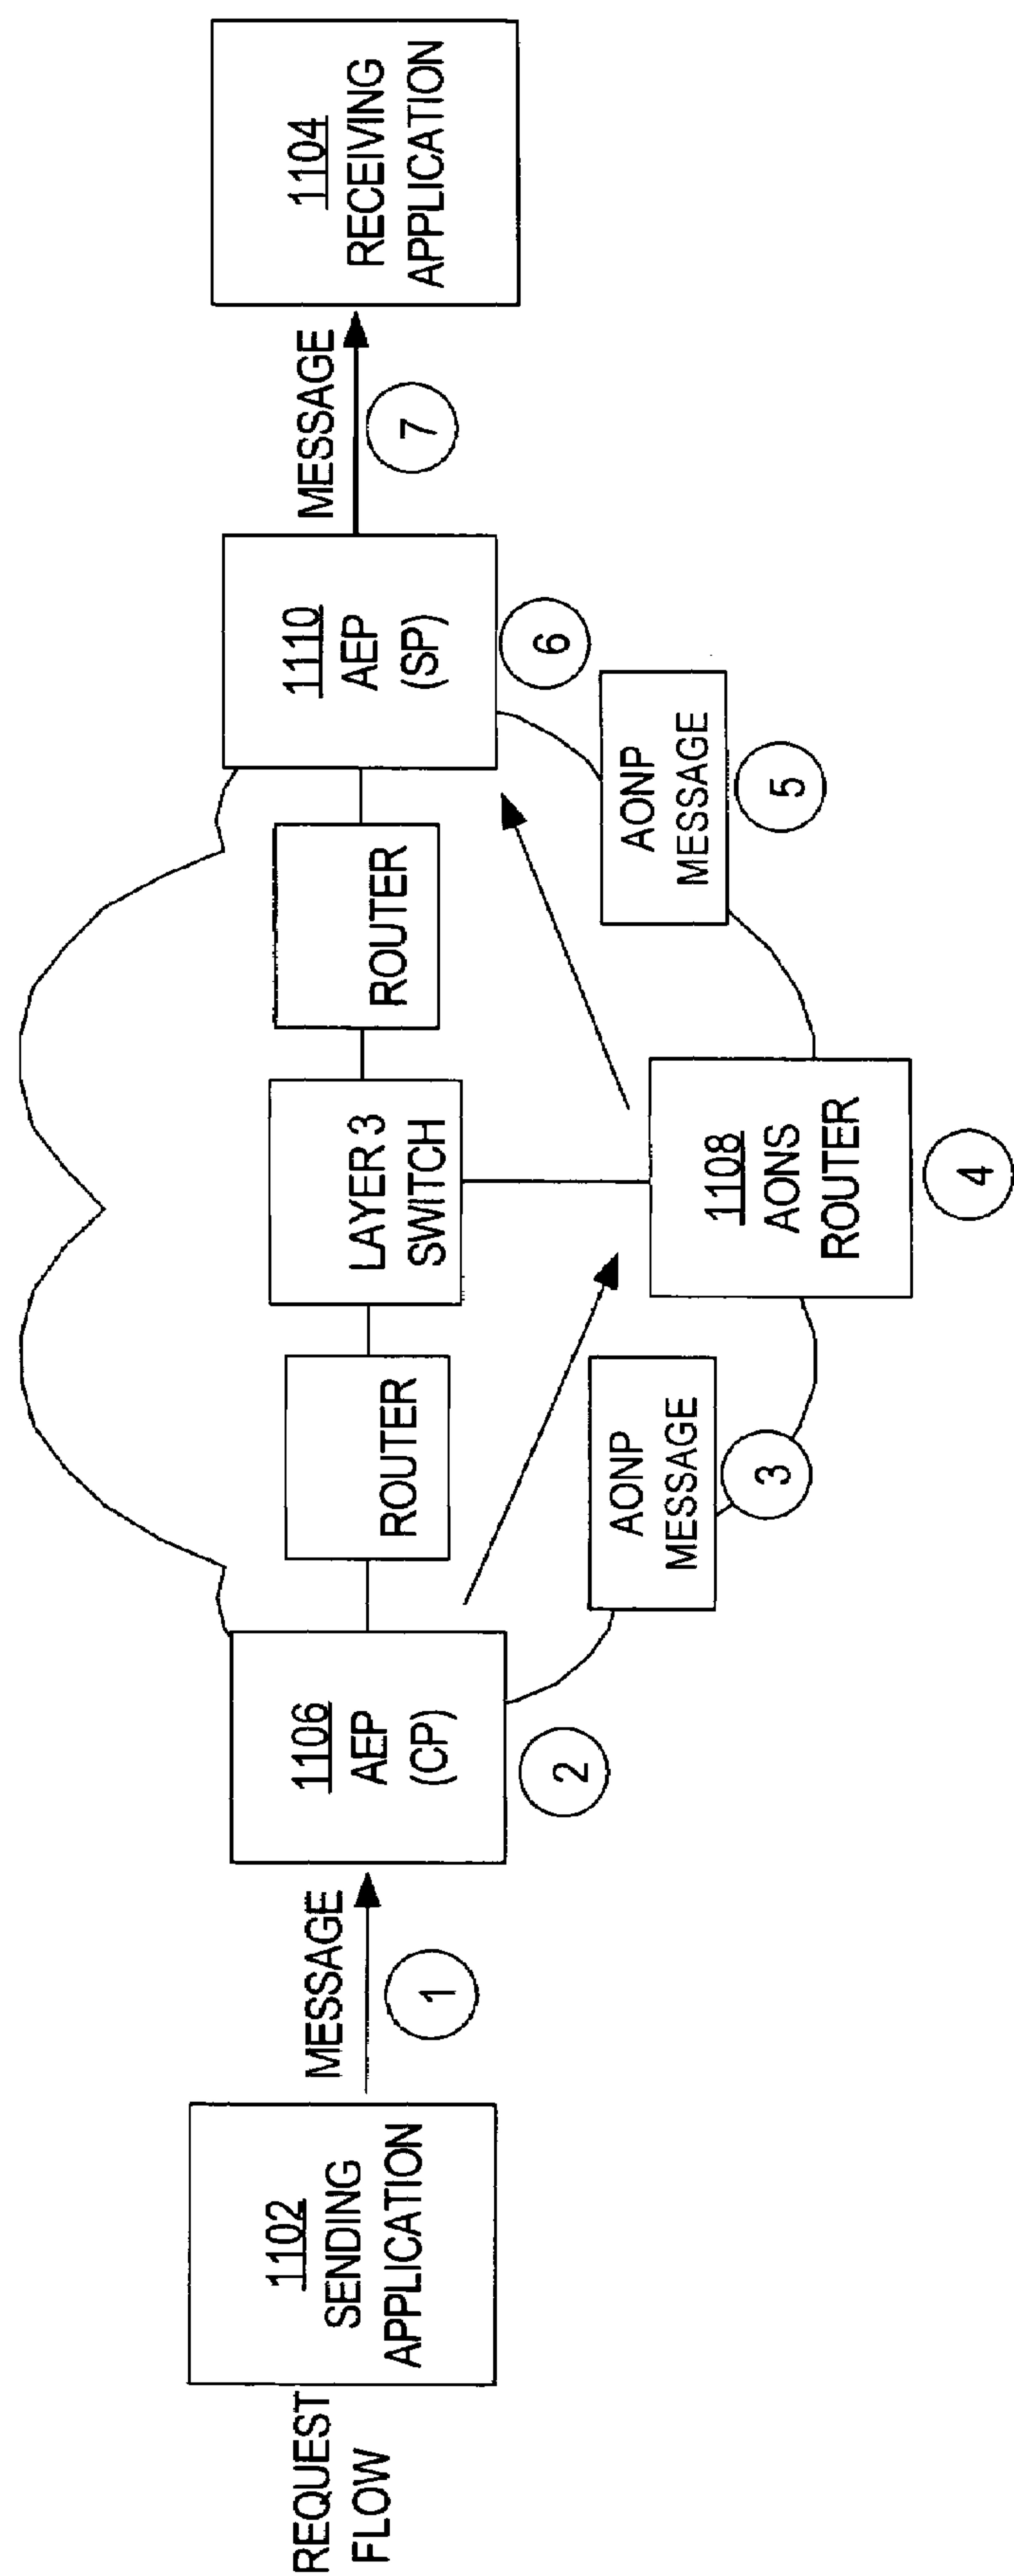 REQUEST
FLOW
1102
SENDING
APPLICATION
MESSAGE
1
1106
AEP
(CP)
2
ROUTER
AONP
MESSAGE
3
LAYER 3
SWITCH
1108
AONS
ROUTER
4
ROUTER
AONP
MESSAGE
5
1110
AEP
(SP)
6
MESSAGE
7
1104
RECEIVING
APPLICATION